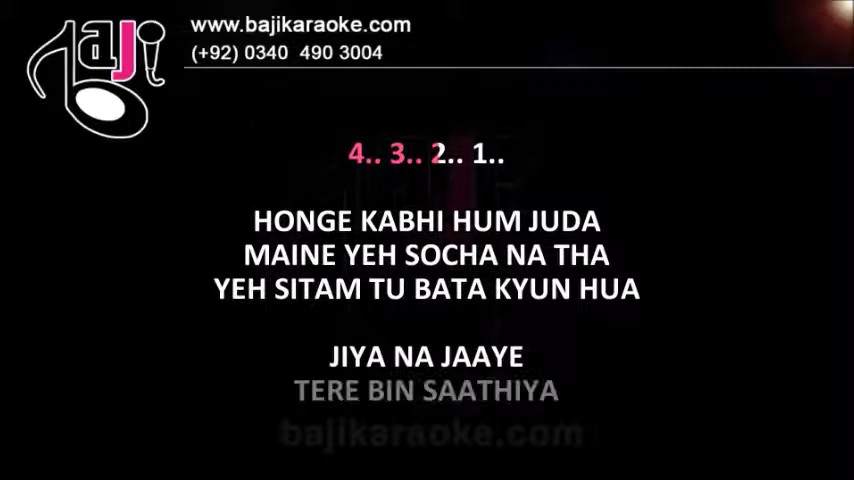 www.bajikaraoke.com
(+92) 0340 490 3004
baji
4.. 3.. 2.. 1..
HONGE KABHI HUM JUDA
MAINE YEH SOCHA NA THA
YEH SITAM TU BATA KYUN HUA
JIYA NA JAAYE
TERE BIN SAATHIYA
bajikaraoke.com